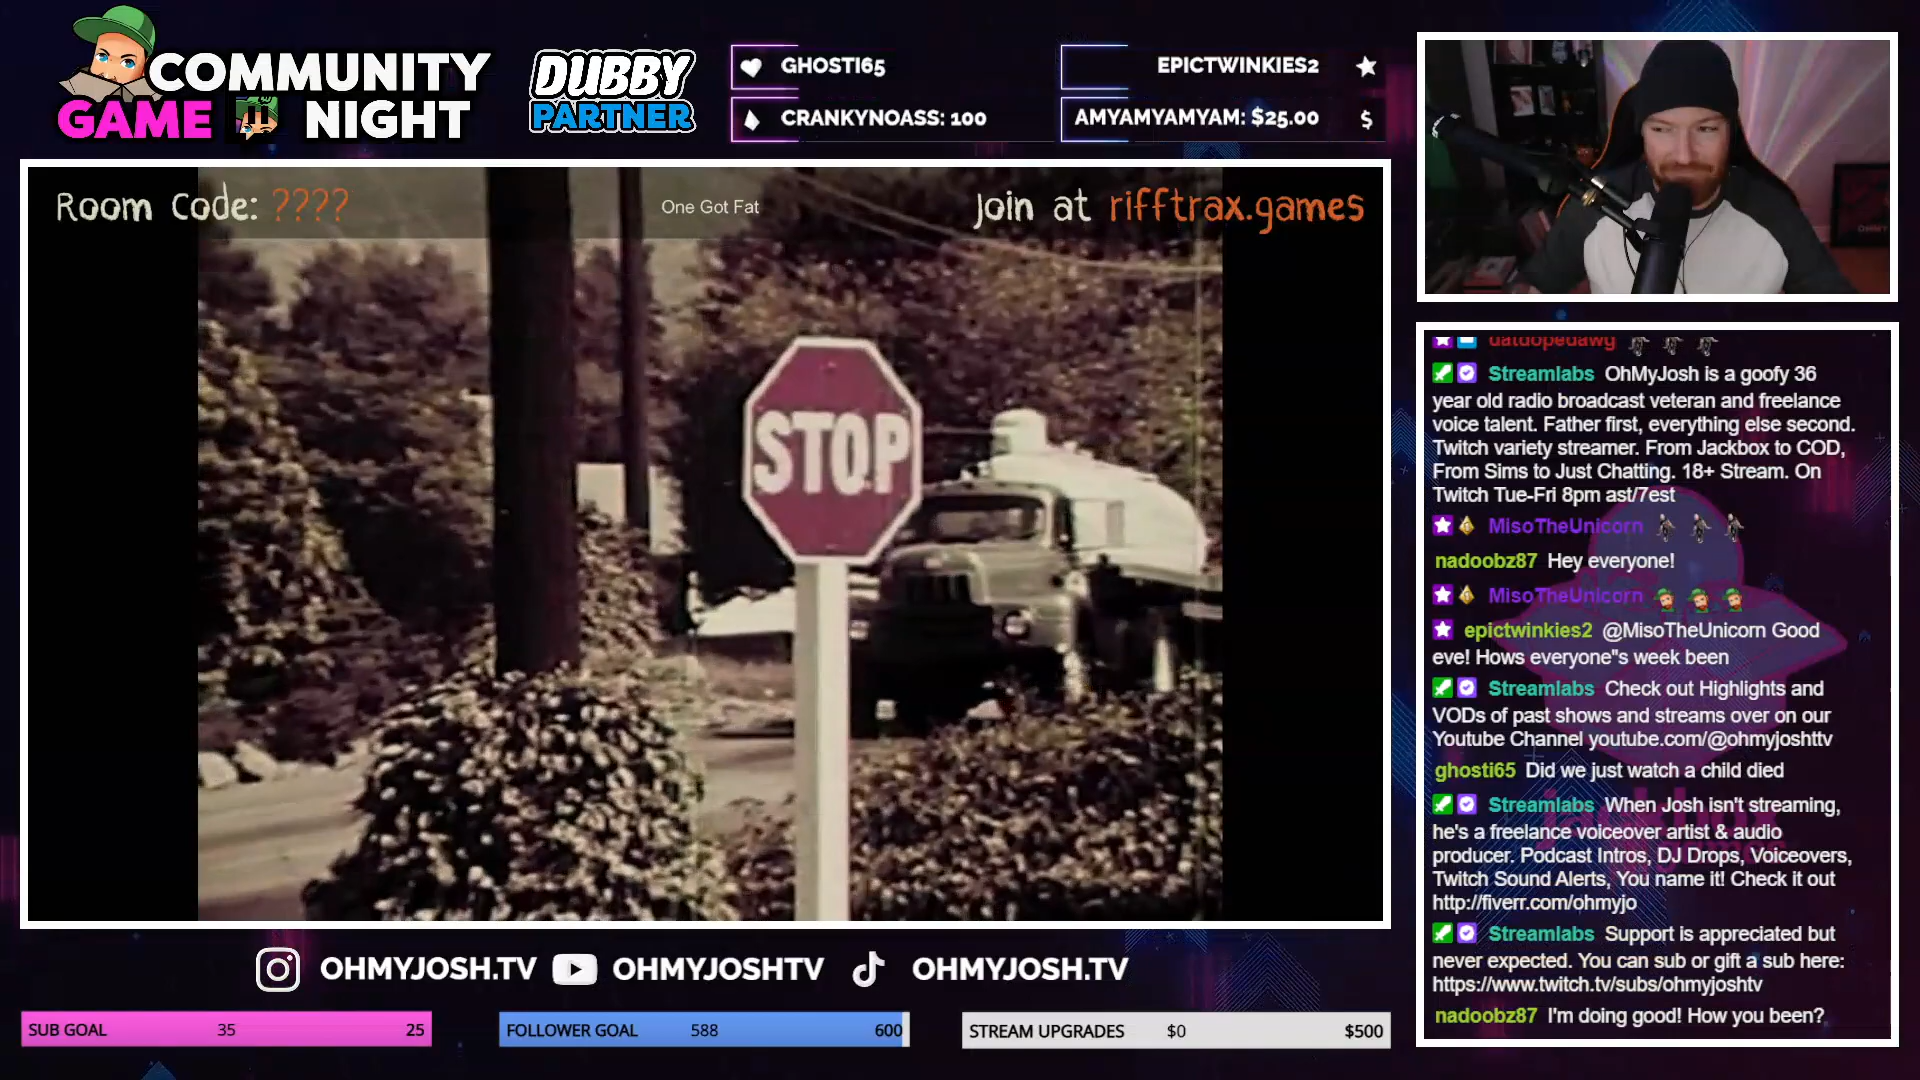 COMMUNITY
GAME NIGHT
DUBBY
PARTNER
GHOSTI65
EPICTWINKIES2
CRANKYNOASS: 100
AMYAMYAMYAM: $25.00
$
Room Code: ????
One Got Fat
Join at rifftrax.games
STOP
datdopedawg
Streamlabs OhMyJosh is a goofy 36
year old radio broadcast veteran and freelance
voice talent. Father first, everything else second.
Twitch variety streamer. From Jackbox to COD,
From Sims to Just Chatting. 18+ Stream. On
Twitch Tue-Fri 8pm ast/7est
MisoTheUnicorn
nadoobz87 Hey everyone!
MisoTheUnicorn
epictwinkies2 @MisoTheUnicorn Good
eve! Hows everyone"s week been
Streamlabs Check out Highlights and
VODs of past shows and streams over on our
Youtube Channel youtube.com/@ohmyjoshttv
ghosti65 Did we just watch a child died
Streamlabs When Josh isn't streaming,
he's a freelance voiceover artist & audio
producer. Podcast Intros, DJ Drops, Voiceovers,
Twitch Sound Alerts, You name it! Check it out
http://fiverr.com/ohmyjo
Streamlabs Support is appreciated but
never expected. You can sub or gift a sub here:
https://www.twitch.tv/subs/ohmyjoshtv
nadoobz87 I'm doing good! How you been?
OHMYJOSH.TV
OHMYJOSHTV
OHMYJOSH.TV
SUB GOAL 35 25
FOLLOWER GOAL 588 600
STREAM UPGRADES $0 $500